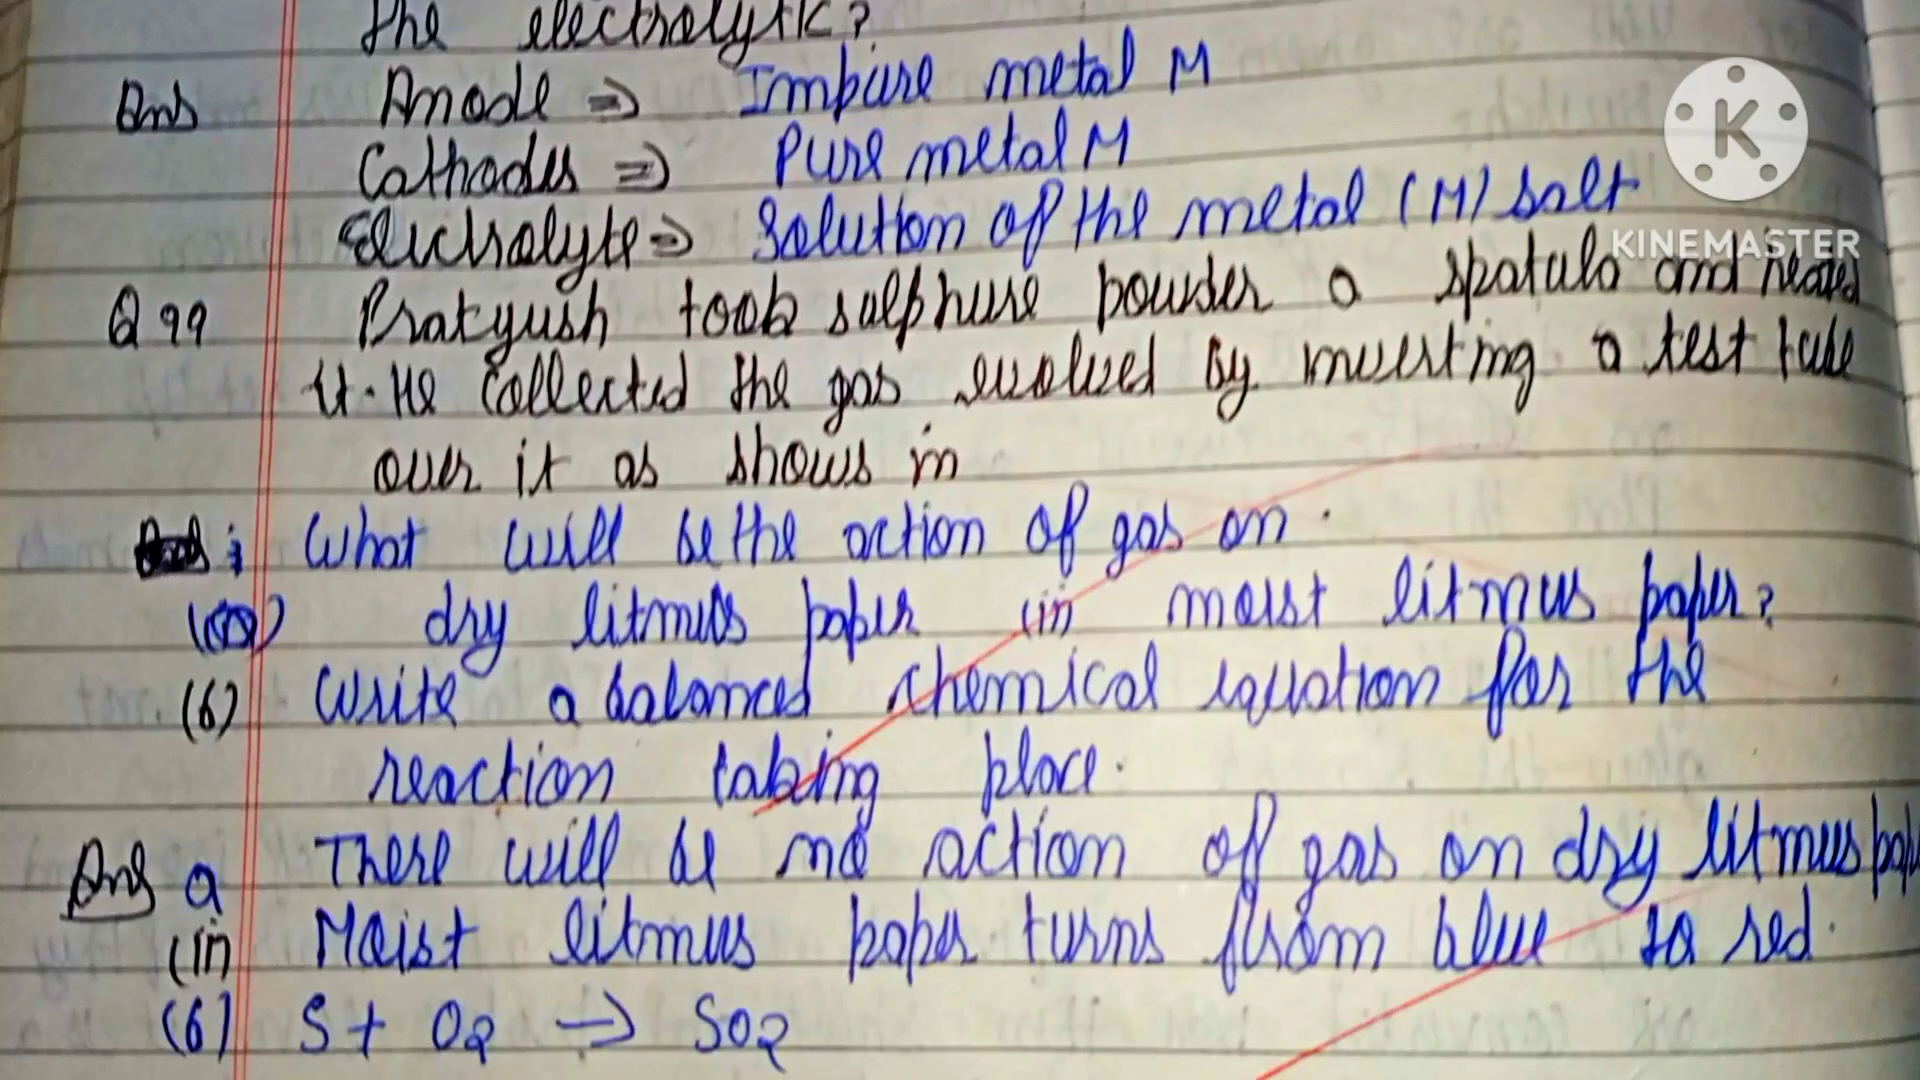 the electrolytic?
Ans Anode ⇒ Impure metal M
Cathodes ⇒ Pure metal M
Electrolyte ⇒ Solution of the metal (M) salt
K
KINEMASTER
Q 99 Pratyush took sulphure powder a spatula and heated
it. He collected the gas evolved by inverting a test tube
over it as shows in
i What will be the action of gas on.
(a) dry litmus paper (ii) moist litmus paper?
(b) write a balanced chemical equation for the
reaction taking place.
Ans a There will be no action of gas on dry litmus pap
(ii) Moist litmus paper turns from blue to red.
(b) S + O2 → SO2